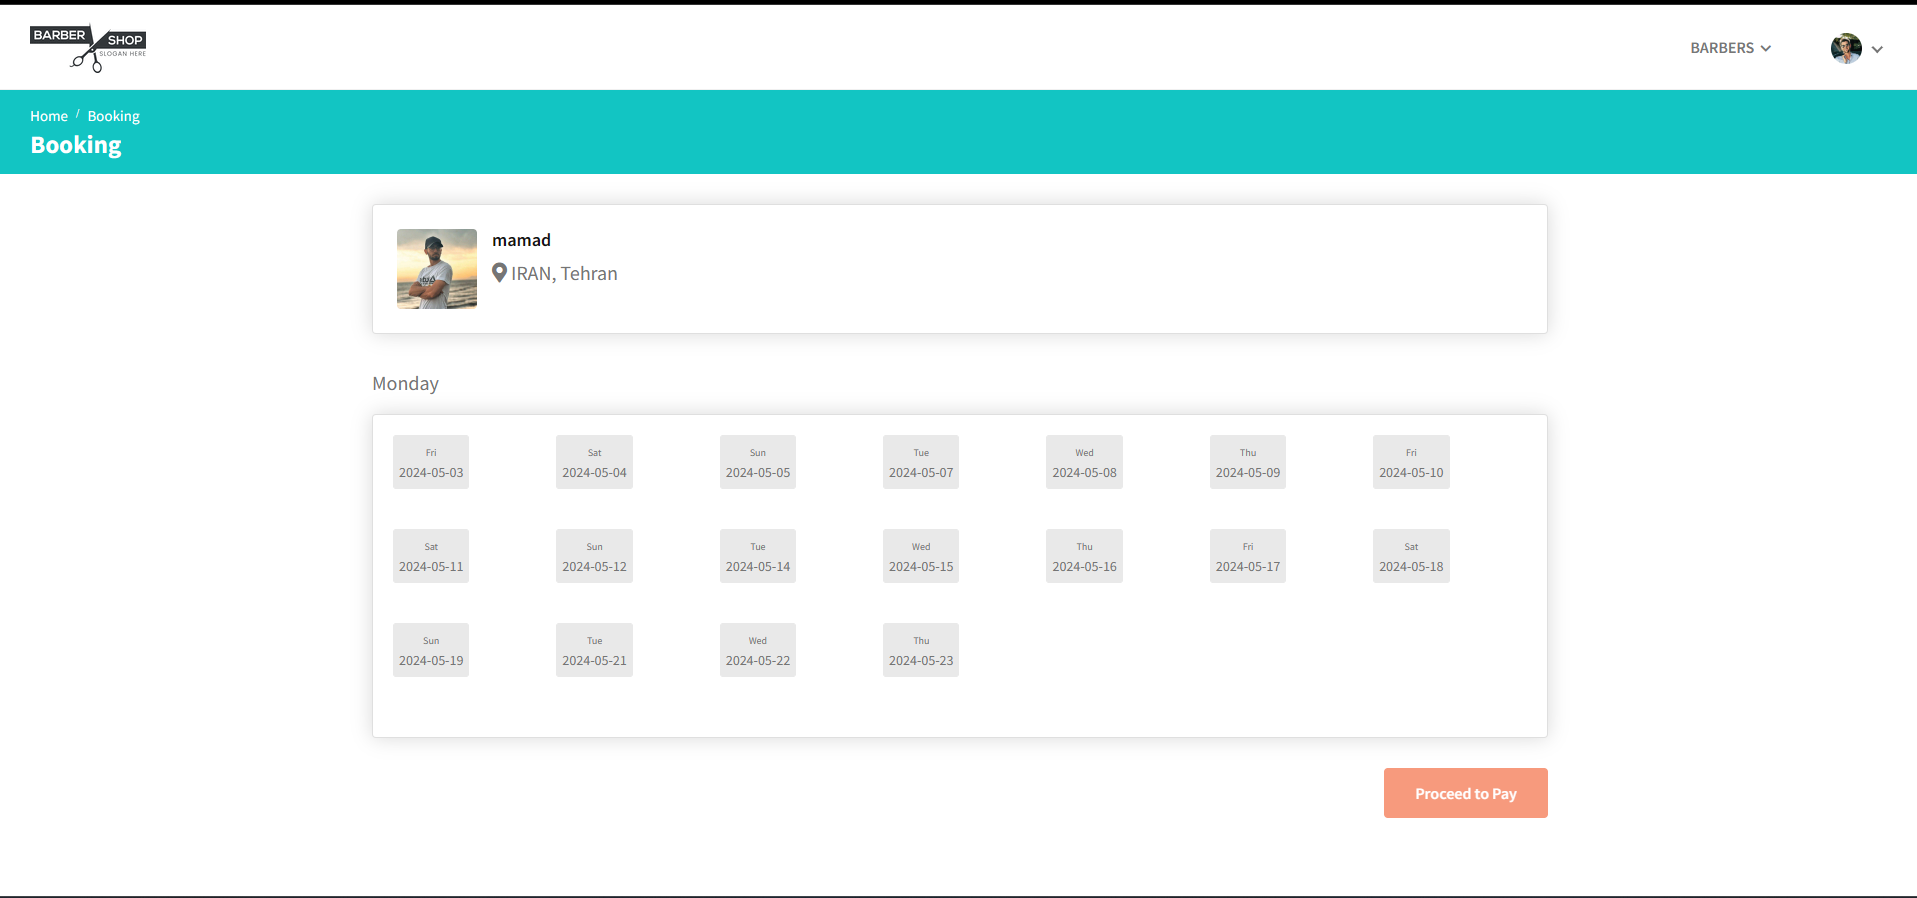 BARBER
SHOP
SLOGAN HERE
BARBERS
Home / Booking
Booking
mamad
IRAN, Tehran
Monday
Fri Sat Sun Tue Wed Thu Fri
2024-05-03 2024-05-04 2024-05-05 2024-05-07 2024-05-08 2024-05-09 2024-05-10
Sat Sun Tue Wed Thu Fri Sat
2024-05-11 2024-05-12 2024-05-14 2024-05-15 2024-05-16 2024-05-17 2024-05-18
Sun Tue Wed Thu
2024-05-19 2024-05-21 2024-05-22 2024-05-23
Proceed to Pay